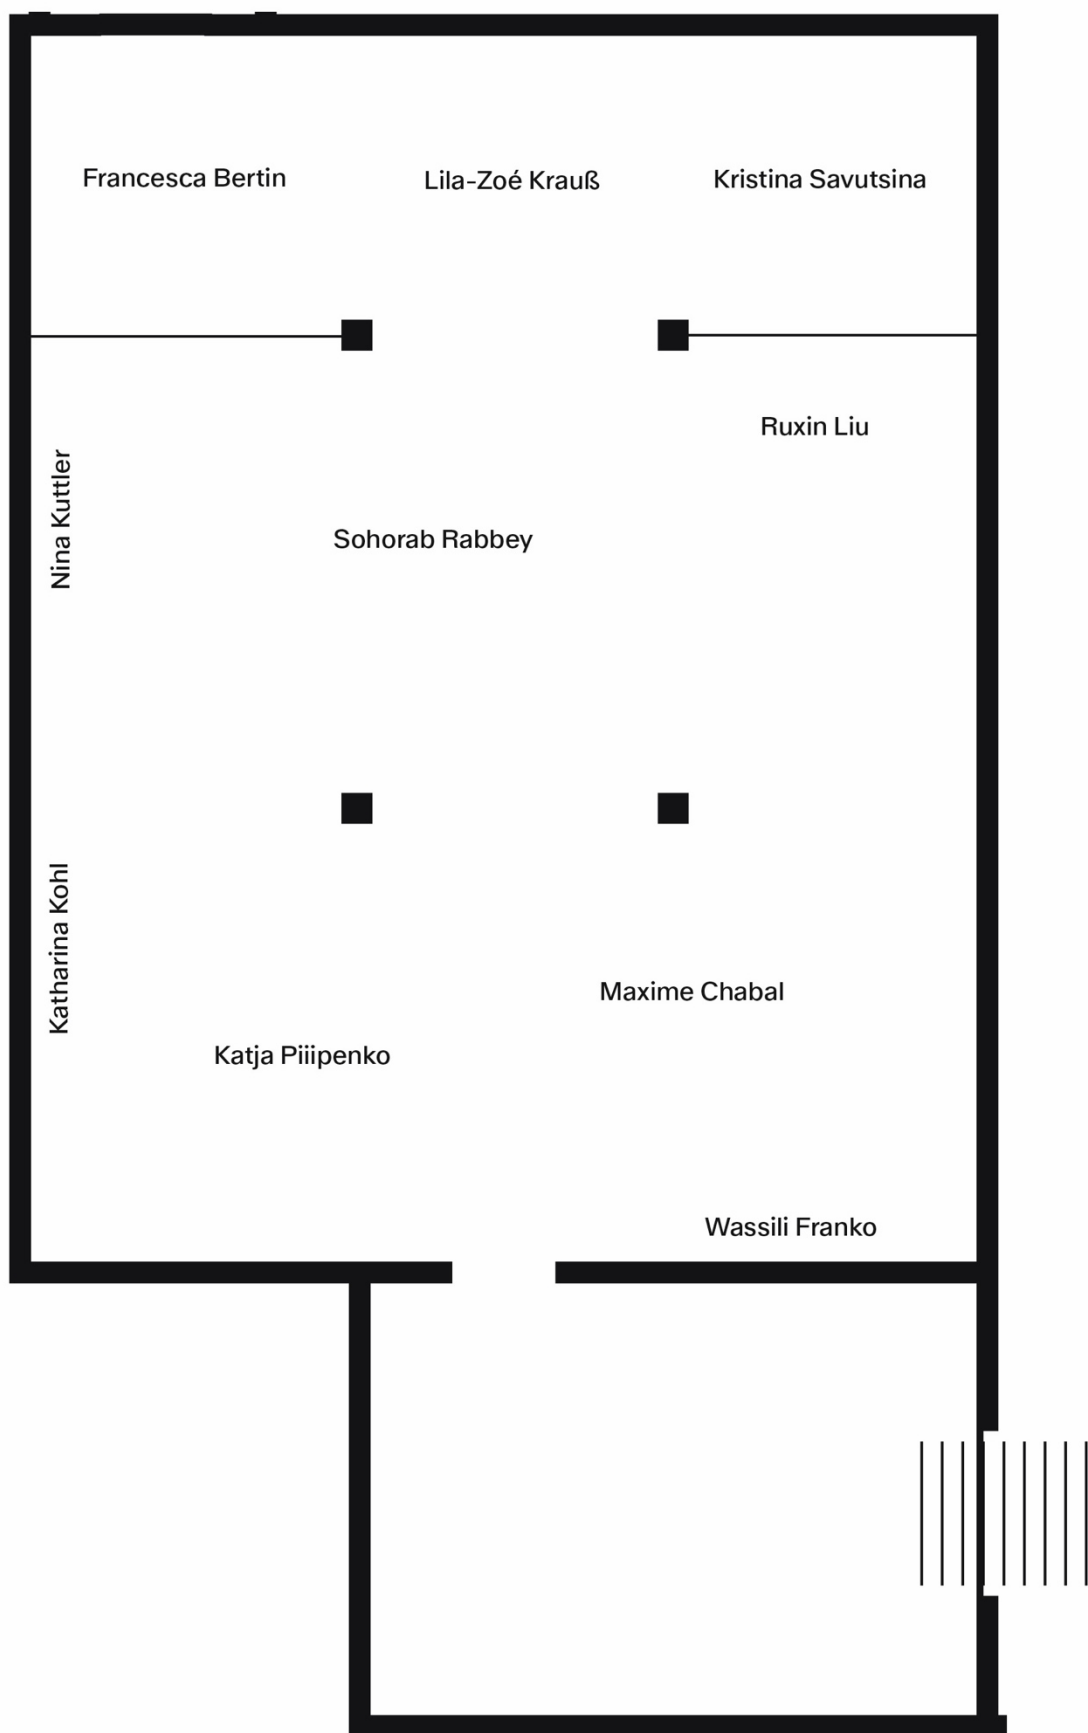 Francesca Bertin
Lila-Zoé Krauß
Kristina Savutsina
Ruxin Liu
Nina Kuttler
Sohorab Rabbey
Katharina Kohl
Maxime Chabal
Katja Piiipenko
Wassili Franko